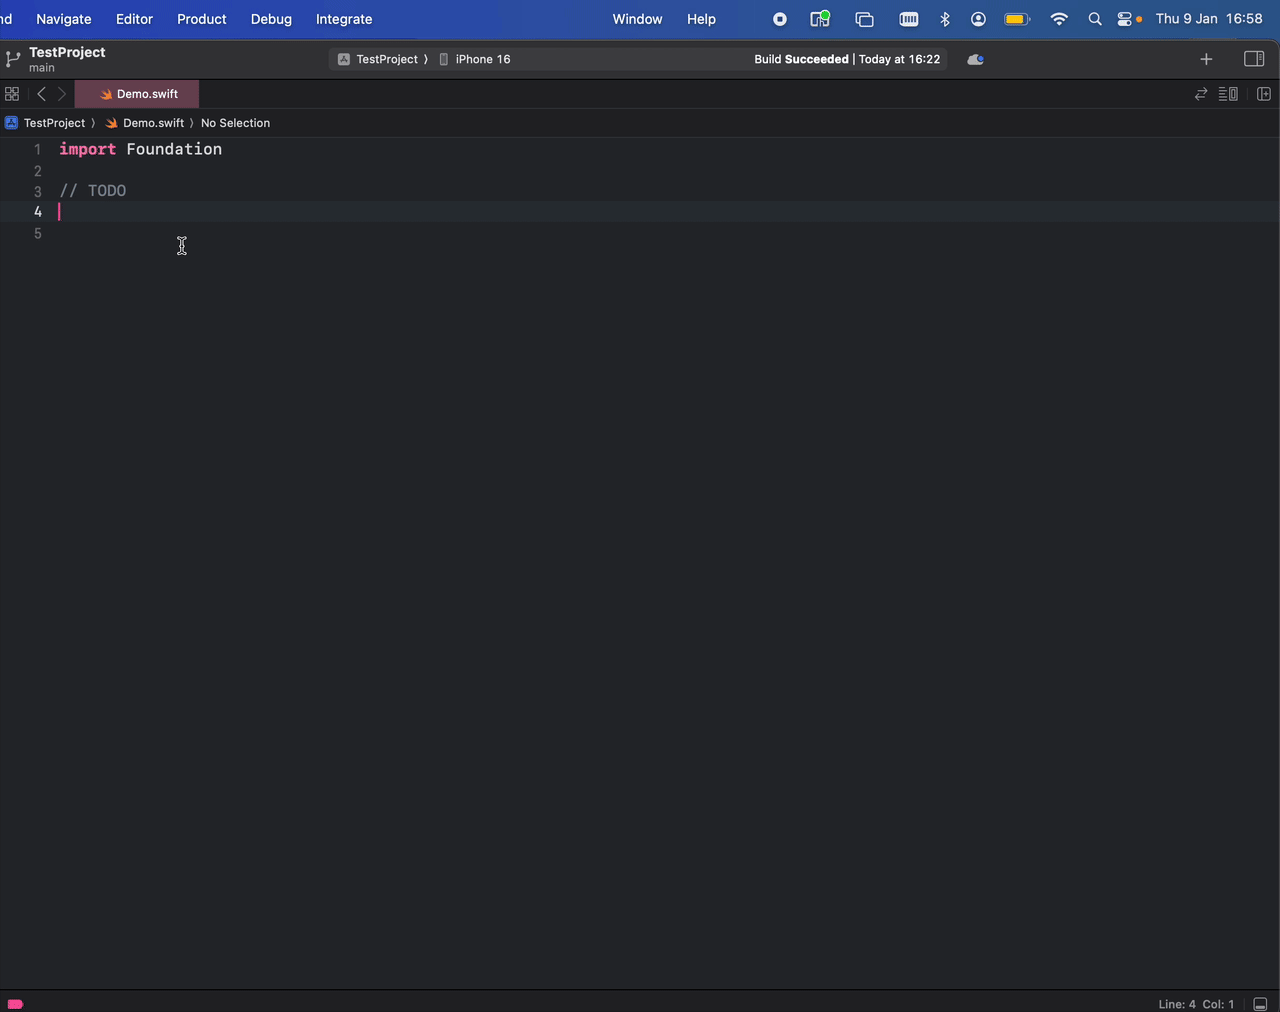 nd Navigate Editor Product Debug Integrate Window Help Thu 9 Jan 16:58
TestProject
main
TestProject 〉 iPhone 16 Build Succeeded | Today at 16:22
Demo.swift
TestProject 〉 Demo.swift 〉 No Selection
1 import Foundation
2
3 // TODO
4
5
Line: 4 Col: 1